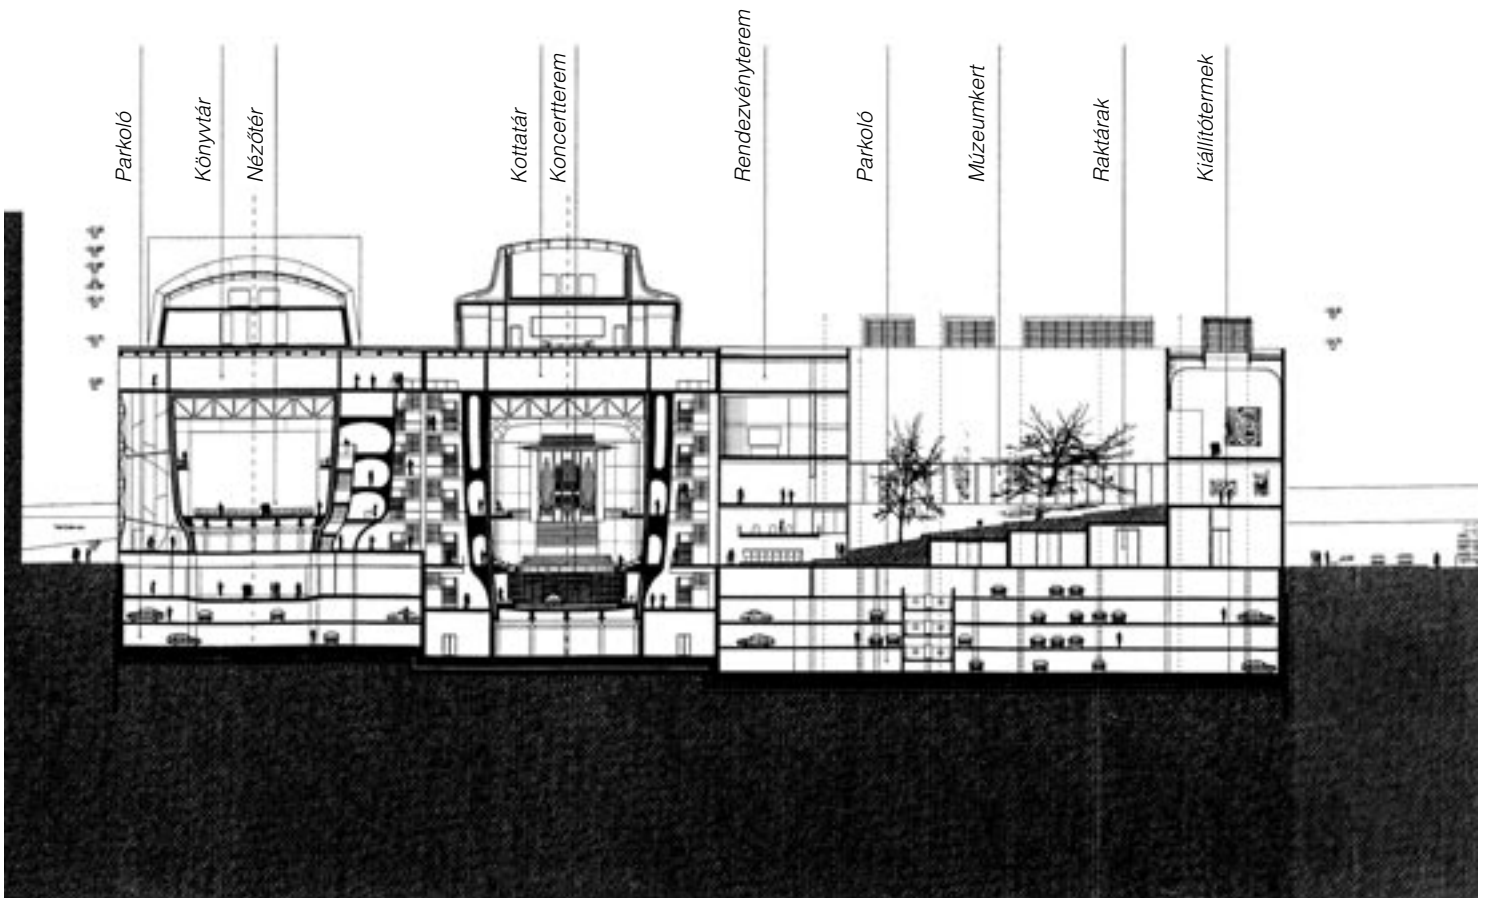 Parkoló
Könyvtár
Nézőtér
Kottatár
Koncertterem
Rendezvényterem
Parkoló
Múzeumkert
Raktárak
Kiállítótermek